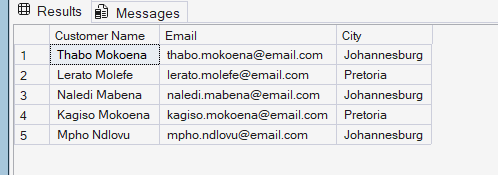 Results Messages
Customer Name Email City
1 Thabo Mokoena thabo.mokoena@email.com Johannesburg
2 Lerato Molefe lerato.molefe@email.com Pretoria
3 Naledi Mabena naledi.mabena@email.com Johannesburg
4 Kagiso Mokoena kagiso.mokoena@email.com Pretoria
5 Mpho Ndlovu mpho.ndlovu@email.com Johannesburg